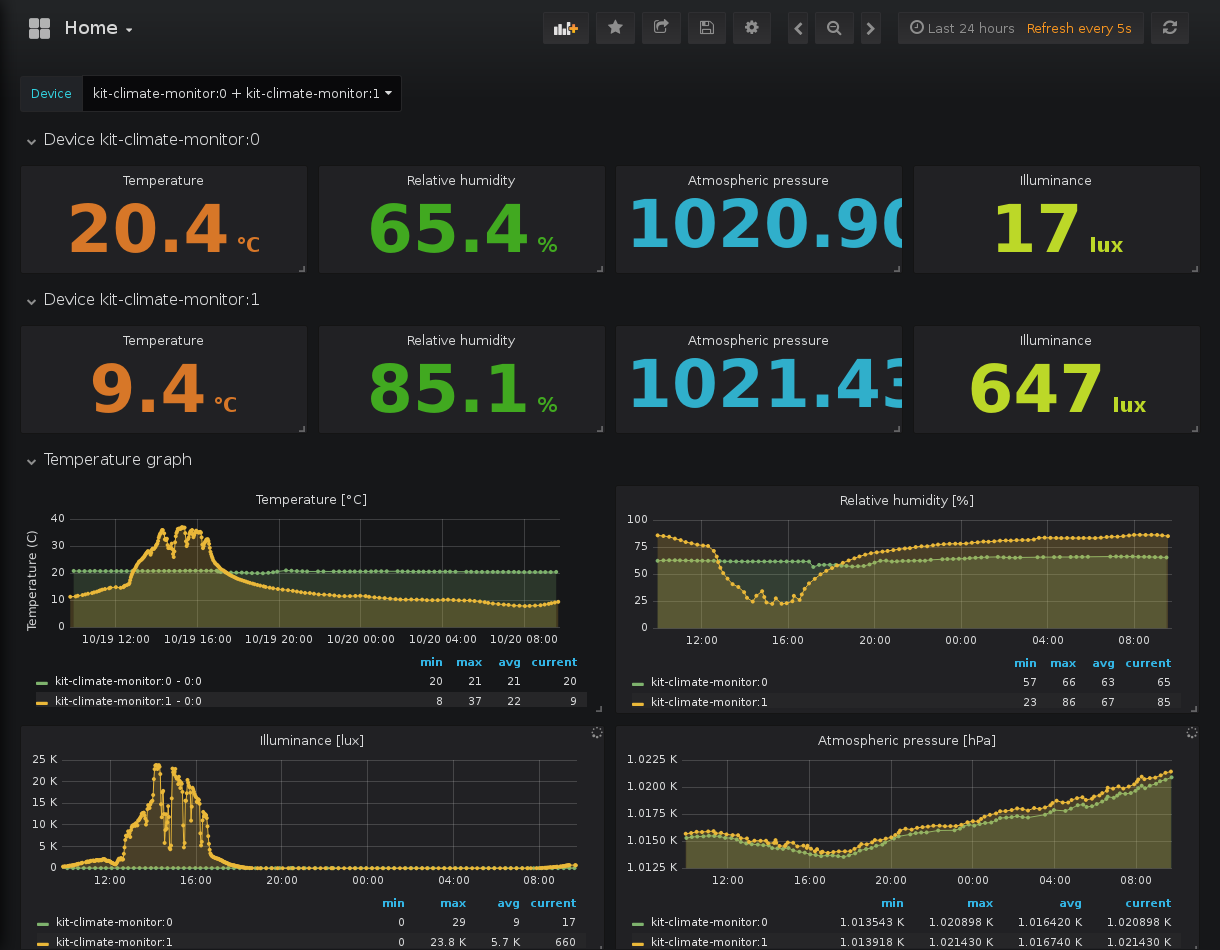 Home
Last 24 hours Refresh every 5s
Device kit-climate-monitor:0 + kit-climate-monitor:1
Device kit-climate-monitor:0
Temperature Relative humidity Atmospheric pressure Illuminance
20.4 °C 65.4 % 1020.90 17 lux
Device kit-climate-monitor:1
Temperature Relative humidity Atmospheric pressure Illuminance
9.4 °C 85.1 % 1021.43 647 lux
Temperature graph
Temperature [°C]
Temperature (C)
40
30
20
10
0
10/19 12:00 10/19 16:00 10/19 20:00 10/20 00:00 10/20 04:00 10/20 08:00
min max avg current
kit-climate-monitor:0 - 0:0 20 21 21 20
kit-climate-monitor:1 - 0:0 8 37 22 9
Relative humidity [%]
100
75
50
25
0
12:00 16:00 20:00 00:00 04:00 08:00
min max avg current
kit-climate-monitor:0 57 66 63 65
kit-climate-monitor:1 23 86 67 85
Illuminance [lux]
25 K
20 K
15 K
10 K
5 K
0
12:00 16:00 20:00 00:00 04:00 08:00
min max avg current
kit-climate-monitor:0 0 29 9 17
kit-climate-monitor:1 0 23.8 K 5.7 K 660
Atmospheric pressure [hPa]
1.0225 K
1.0200 K
1.0175 K
1.0150 K
1.0125 K
12:00 16:00 20:00 00:00 04:00 08:00
min max avg current
kit-climate-monitor:0 1.013543 K 1.020898 K 1.016420 K 1.020898 K
kit-climate-monitor:1 1.013918 K 1.021430 K 1.016740 K 1.021430 K